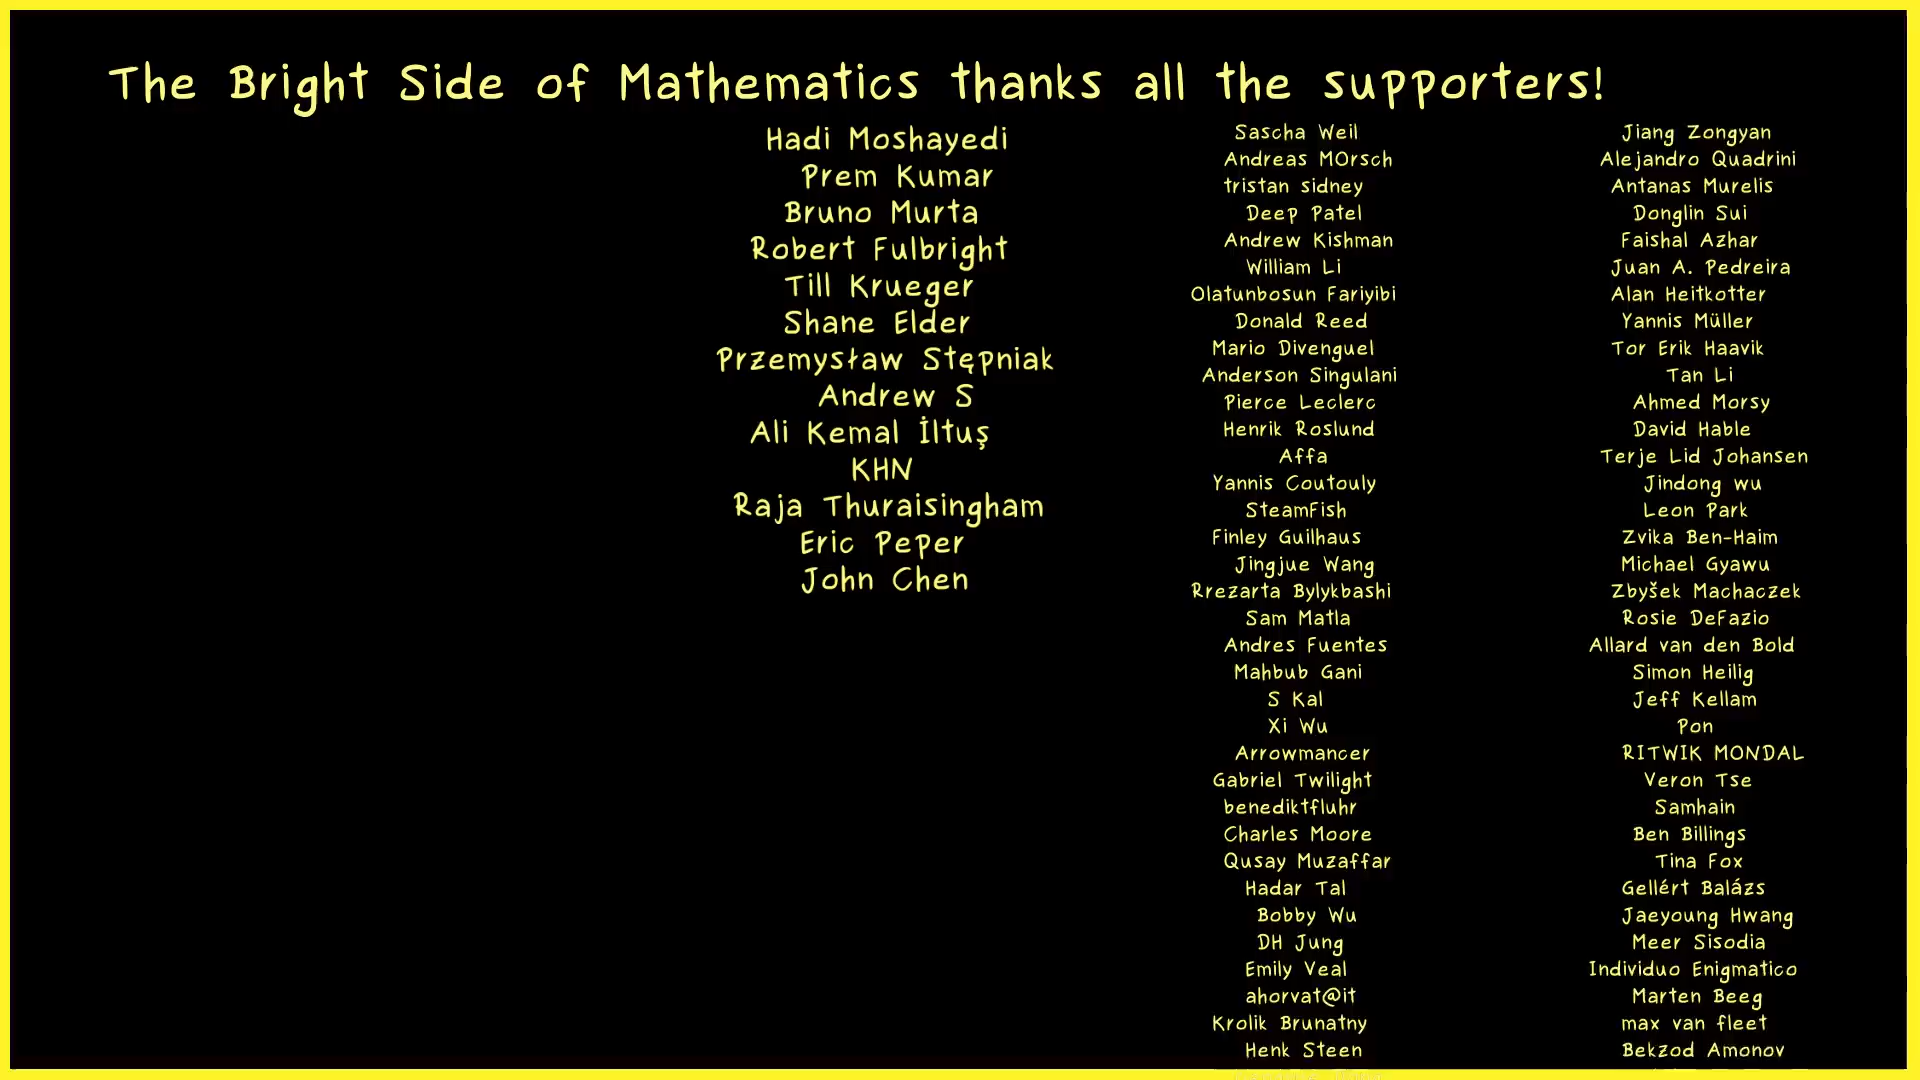 The Bright Side of Mathematics thanks all the supporters!
Hadi Moshayedi
Prem Kumar
Bruno Murta
Robert Fulbright
Till Krueger
Shane Elder
Przemysław Stępniak
Andrew S
Ali Kemal İltuş
KHN
Raja Thuraisingham
Eric Peper
John Chen
Sascha Weil
Andreas MOrsch
tristan sidney
Deep Patel
Andrew Kishman
William Li
Olatunbosun Fariyibi
Donald Reed
Mario Divenguel
Anderson Singulani
Pierce Leclerc
Henrik Roslund
Affa
Yannis Coutouly
SteamFish
Finley Guilhaus
Jingjue Wang
Rrezarta Bylykbashi
Sam Matla
Andres Fuentes
Mahbub Gani
S Kal
Xi Wu
Arrowmancer
Gabriel Twilight
benediktfluhr
Charles Moore
Qusay Muzaffar
Hadar Tal
Bobby Wu
DH Jung
Emily Veal
ahorvat@it
Krolik Brunatny
Henk Steen
Jiang Zongyan
Alejandro Quadrini
Antanas Murelis
Donglin Sui
Faishal Azhar
Juan A. Pedreira
Alan Heitkotter
Yannis Müller
Tor Erik Haavik
Tan Li
Ahmed Morsy
David Hable
Terje Lid Johansen
Jindong wu
Leon Park
Zvika Ben-Haim
Michael Gyawu
Zbyšek Machaczek
Rosie DeFazio
Allard van den Bold
Simon Heilig
Jeff Kellam
Pon
RITWIK MONDAL
Veron Tse
Samhain
Ben Billings
Tina Fox
Gellért Balázs
Jaeyoung Hwang
Meer Sisodia
Individuo Enigmatico
Marten Beeg
max van fleet
Bekzod Amonov